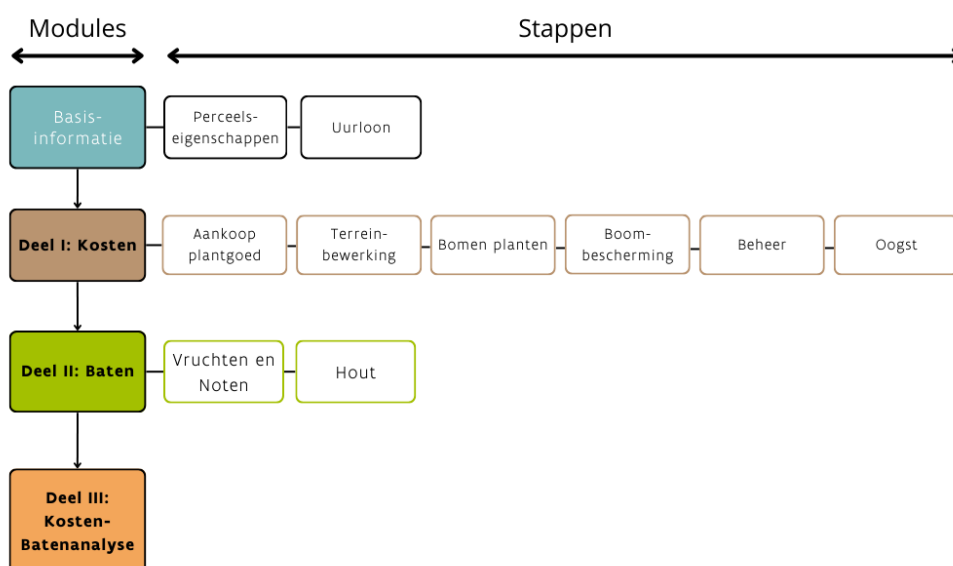 Modules
Stappen
Basis-
informatie
Perceels-
eigenschappen
Uurloon
Deel I: Kosten
Aankoop
plantgoed
Terrein-
bewerking
Bomen planten
Boom-
bescherming
Beheer
Oogst
Deel II: Baten
Vruchten en
Noten
Hout
Deel III:
Kosten-
Batenanalyse